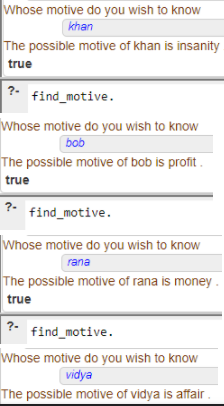 Whose motive do you wish to know
khan
The possible motive of khan is insanity
true
?- find_motive.
Whose motive do you wish to know
bob
The possible motive of bob is profit .
true
?- find_motive.
Whose motive do you wish to know
rana
The possible motive of rana is money .
true
?- find_motive.
Whose motive do you wish to know
vidya
The possible motive of vidya is affair .